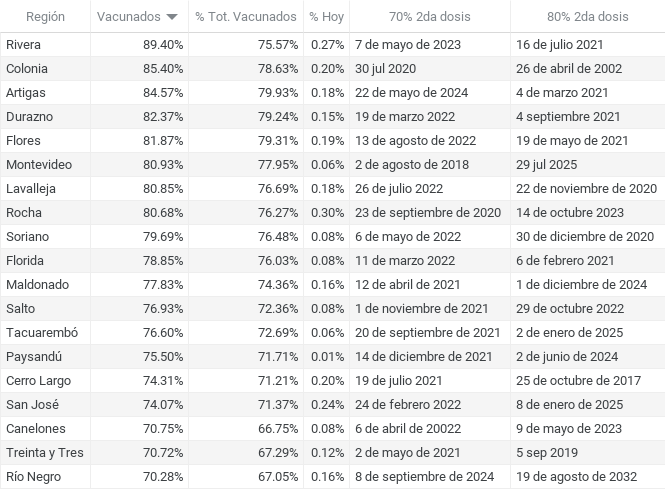 Región Vacunados % Tot. Vacunados % Hoy 70% 2da dosis 80% 2da dosis
Rivera 89.40% 75.57% 0.27% 7 de mayo de 2023 16 de julio 2021
Colonia 85.40% 78.63% 0.20% 30 jul 2020 26 de abril de 2002
Artigas 84.57% 79.93% 0.18% 22 de mayo de 2024 4 de marzo 2021
Durazno 82.37% 79.24% 0.15% 19 de marzo 2022 4 septiembre 2021
Flores 81.87% 79.31% 0.19% 13 de agosto de 2022 19 de mayo de 2021
Montevideo 80.93% 77.95% 0.06% 2 de agosto de 2018 29 jul 2025
Lavalleja 80.85% 76.69% 0.18% 26 de julio 2022 22 de noviembre de 2020
Rocha 80.68% 76.27% 0.30% 23 de septiembre de 2020 14 de octubre 2023
Soriano 79.69% 76.48% 0.08% 6 de mayo de 2022 30 de diciembre de 2020
Florida 78.85% 76.03% 0.08% 11 de marzo 2022 6 de febrero 2021
Maldonado 77.83% 74.36% 0.16% 12 de abril de 2021 1 de diciembre de 2024
Salto 76.93% 72.36% 0.08% 1 de noviembre de 2021 29 de octubre 2022
Tacuarembó 76.60% 72.69% 0.06% 20 de septiembre de 2021 2 de enero de 2025
Paysandú 75.50% 71.71% 0.01% 14 de diciembre de 2021 2 de junio de 2024
Cerro Largo 74.31% 71.21% 0.20% 19 de julio 2021 25 de octubre de 2017
San José 74.07% 71.37% 0.24% 24 de febrero 2022 8 de enero de 2025
Canelones 70.75% 66.75% 0.08% 6 de abril de 20022 9 de mayo de 2023
Treinta y Tres 70.72% 67.29% 0.12% 2 de mayo de 2021 5 sep 2019
Río Negro 70.28% 67.05% 0.16% 8 de septiembre de 2024 19 de agosto de 2032